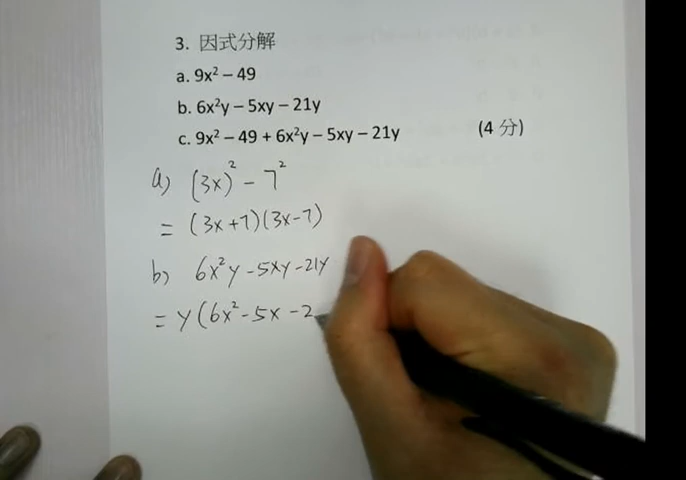 3. 因式分解
a. 9x² – 49
b. 6x²y – 5xy – 21y
c. 9x² – 49 + 6x²y – 5xy – 21y (4 分)
a) (3x)² - 7²
= (3x+7)(3x-7)
b) 6x²y - 5xy - 21y
= y(6x² - 5x - 2